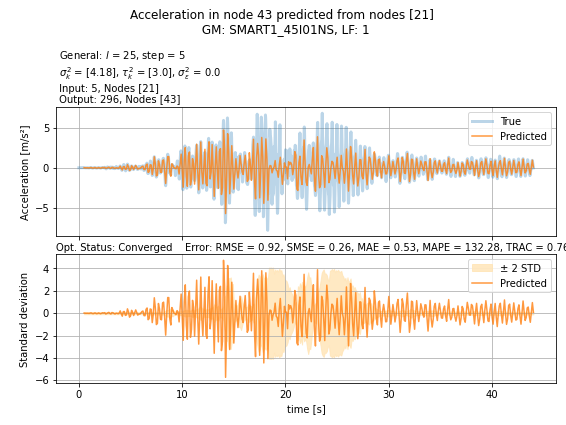 Acceleration in node 43 predicted from nodes [21]
GM: SMART1_45I01NS, LF: 1
General: l = 25, step = 5
σ²ₖ = [4.18], τ²ₖ = [3.0], σ²ε = 0.0
Input: 5, Nodes [21]
Output: 296, Nodes [43]
Acceleration [m/s²]
5
0
−5
True
Predicted
Opt. Status: Converged Error: RMSE = 0.92, SMSE = 0.26, MAE = 0.53, MAPE = 132.28, TRAC = 0.76
Standard deviation
4
2
0
−2
−4
−6
± 2 STD
Predicted
0 10 20 30 40
time [s]